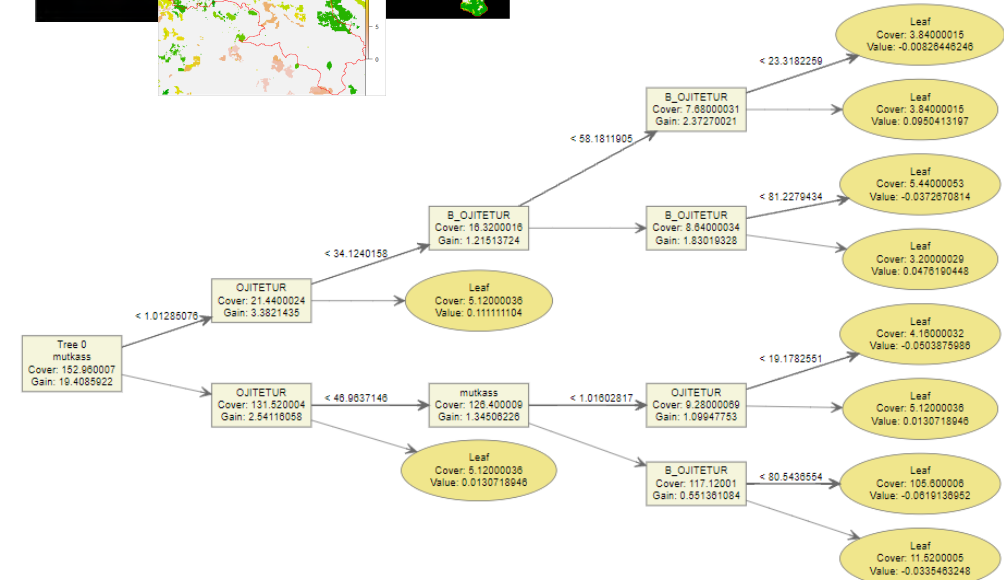 5
0
Leaf
Cover: 3.84000015
Value: -0.00826446246
< 23.3182259
B_OJITETUR
Cover: 7.68000031
Gain: 2.37270021
Leaf
Cover: 3.84000015
Value: 0.0950413197
< 58.1811905
Leaf
Cover: 5.44000053
Value: -0.0372670814
< 81.2279434
B_OJITETUR
Cover: 16.3200016
Gain: 1.21513724
B_OJITETUR
Cover: 8.64000034
Gain: 1.83019328
< 34.1240158
Leaf
Cover: 3.20000029
Value: 0.0476190448
OJITETUR
Cover: 21.4400024
Gain: 3.3821435
Leaf
Cover: 5.12000036
Value: 0.111111104
< 1.01285076
Leaf
Cover: 4.16000032
Value: -0.0503875986
Tree 0
mutkass
Cover: 152.960007
Gain: 19.4085922
< 19.1782551
OJITETUR
Cover: 131.520004
Gain: 2.54116058
< 46.9637146
mutkass
Cover: 126.400009
Gain: 1.34506226
< 1.01602817
OJITETUR
Cover: 9.28000069
Gain: 1.09947753
Leaf
Cover: 5.12000036
Value: 0.0130718946
Leaf
Cover: 5.12000036
Value: 0.0130718946
B_OJITETUR
Cover: 117.12001
Gain: 0.551361084
< 80.5436554
Leaf
Cover: 105.600006
Value: -0.0619136952
Leaf
Cover: 11.5200005
Value: -0.0335463248